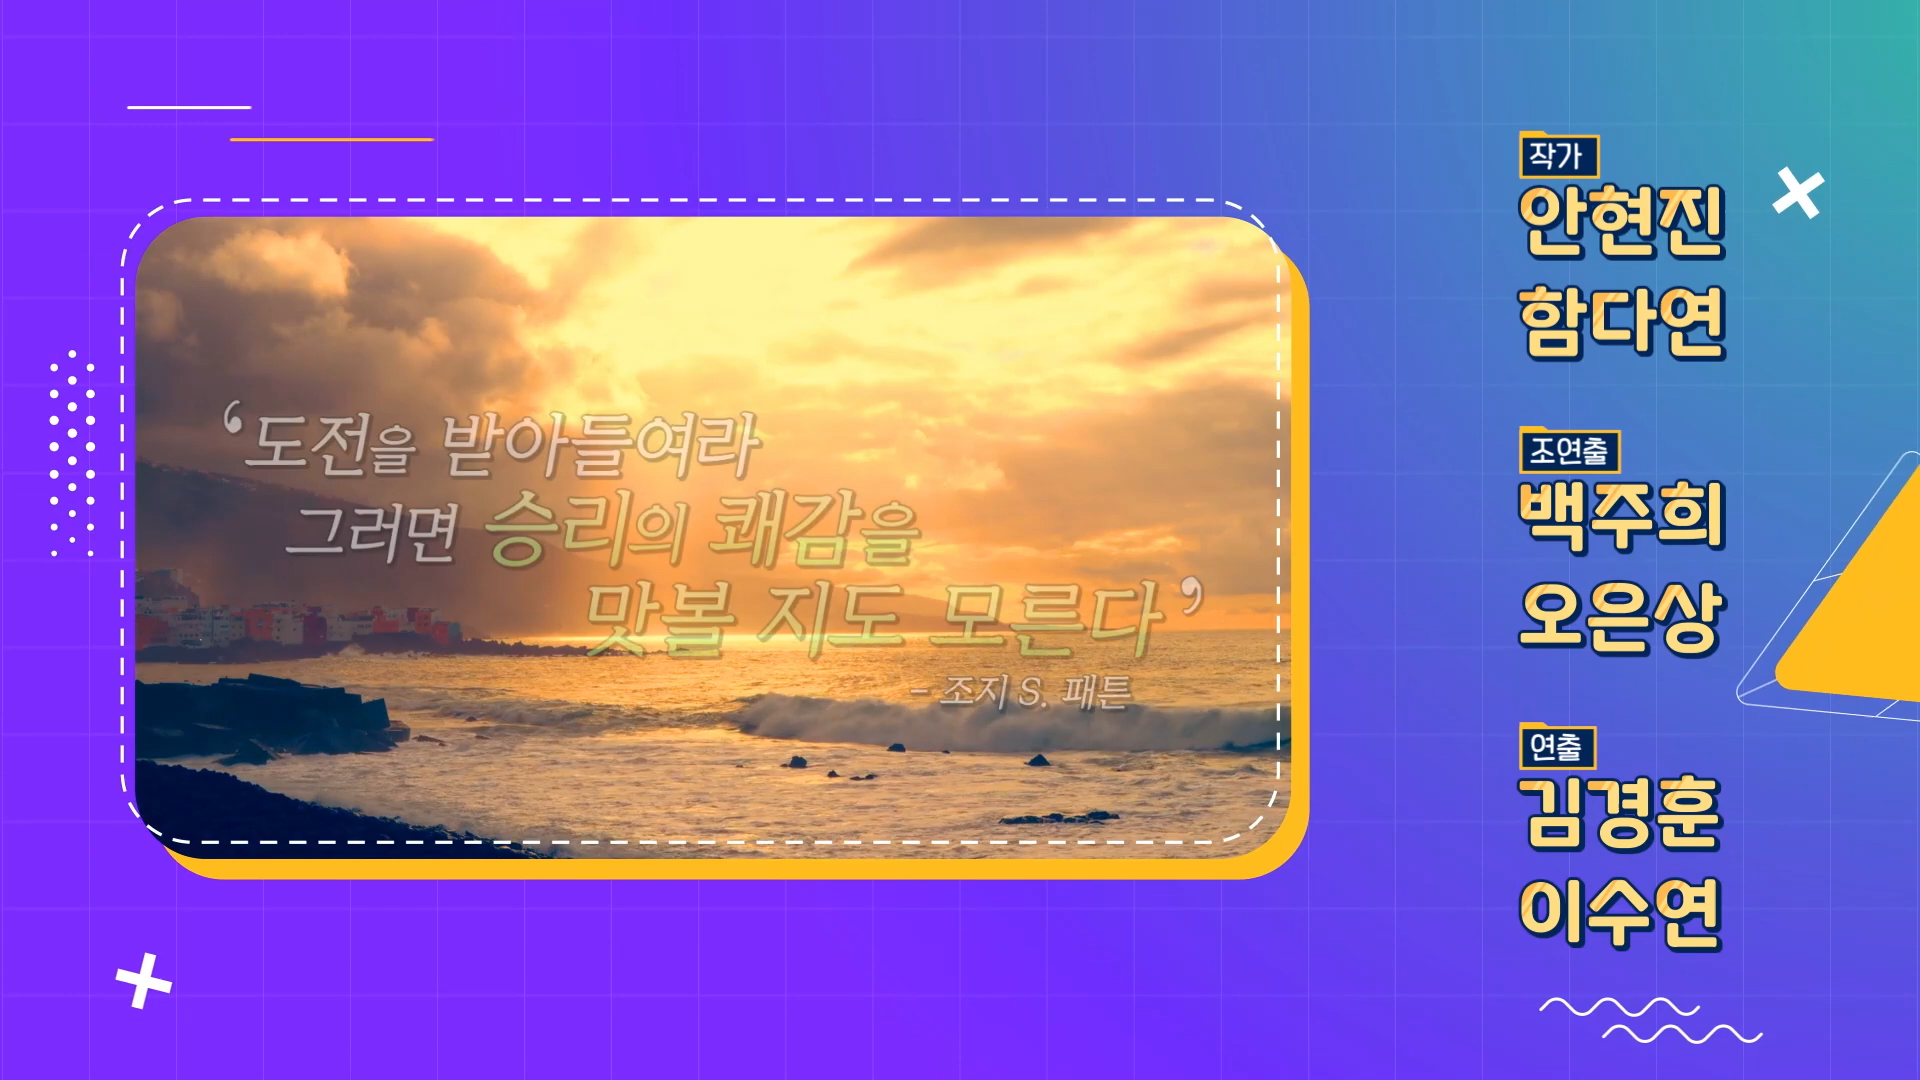 ‘도전을 받아들여라
그러면 승리의 쾌감을
맛볼 지도 모른다’
- 조지 S. 패튼
작가
안현진
함다연
조연출
백주희
오은상
연출
김경훈
이수연